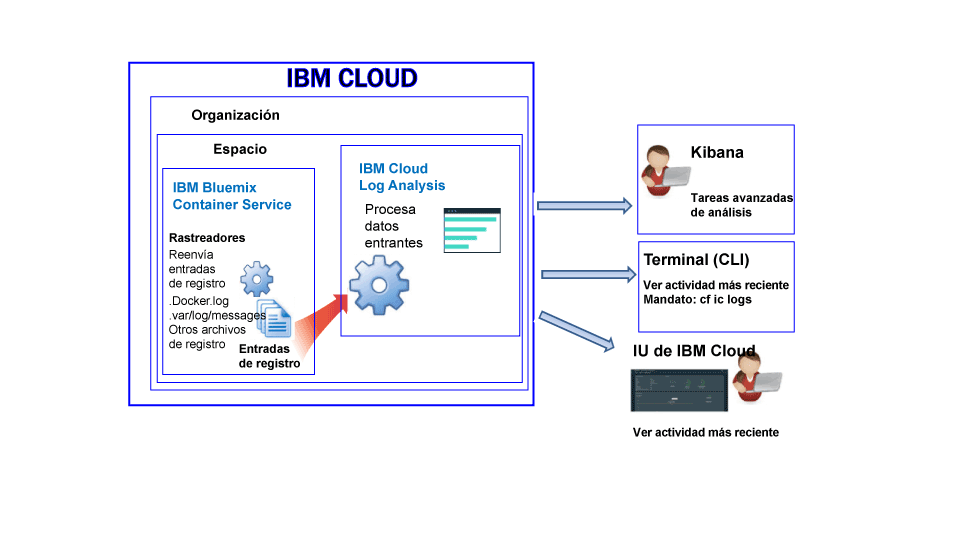 IBM CLOUD
Organización
Espacio
IBM Bluemix
Container Service
Rastreadores
Reenvía
entradas
de registro
.Docker.log
.var/log/messages
Otros archivos
de registro
Entradas
de registro
IBM Cloud
Log Analysis
Procesa
datos
entrantes
Kibana
Tareas avanzadas
de análisis
Terminal (CLI)
Ver actividad más reciente
Mandato: cf ic logs
IU de IBM Cloud
Ver actividad más reciente